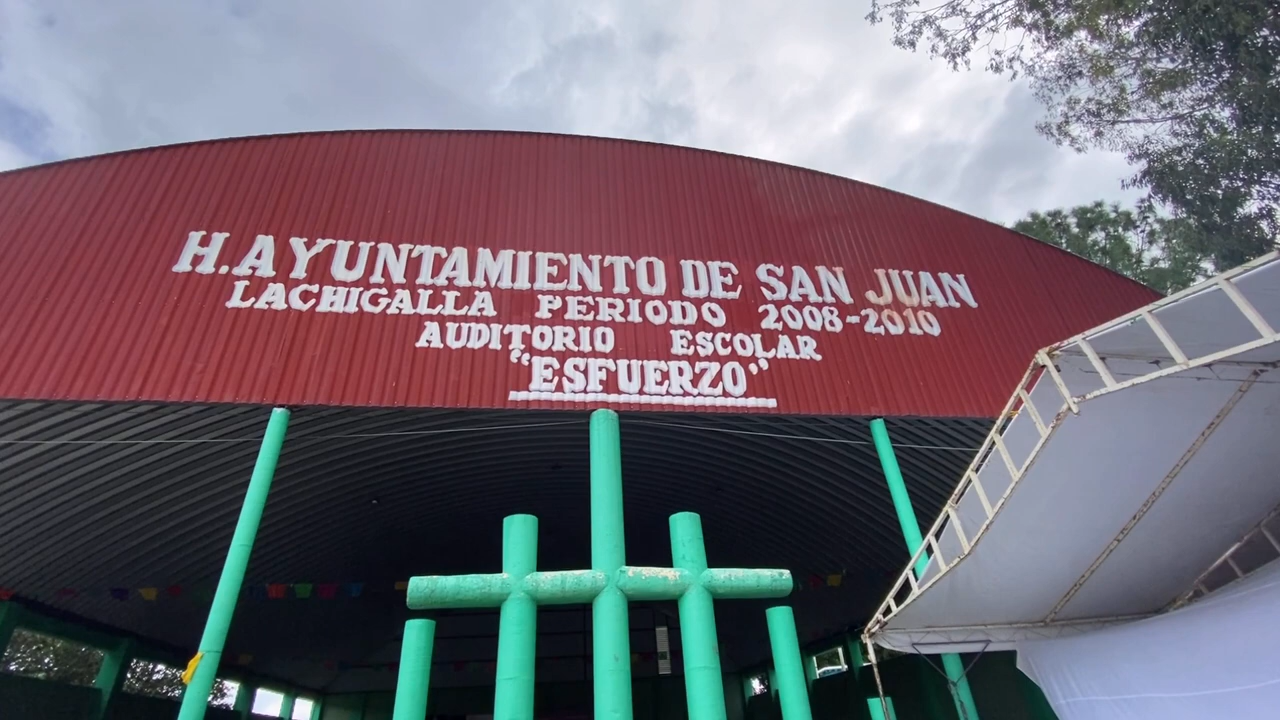 H. AYUNTAMIENTO DE SAN JUAN
LACHIGALLA PERIODO 2008-2010
AUDITORIO ESCOLAR
"ESFUERZO"